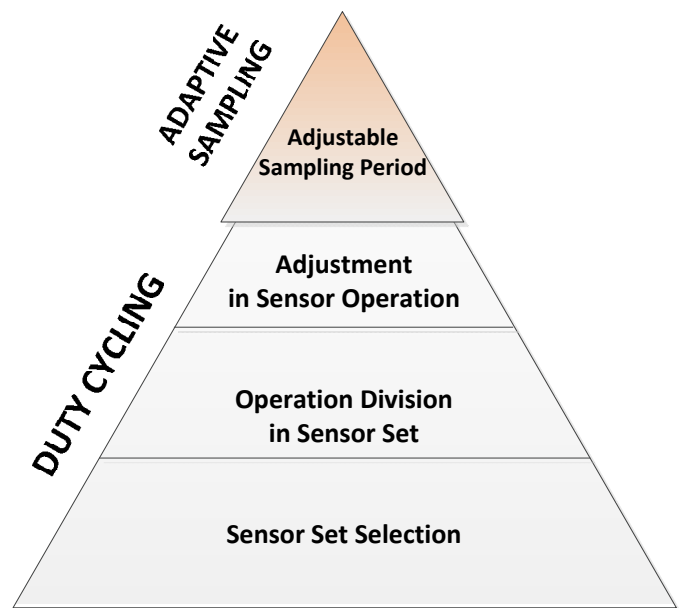 ADAPTIVE
SAMPLING
Adjustable
Sampling Period
Adjustment
in Sensor Operation
DUTY CYCLING
Operation Division
in Sensor Set
Sensor Set Selection